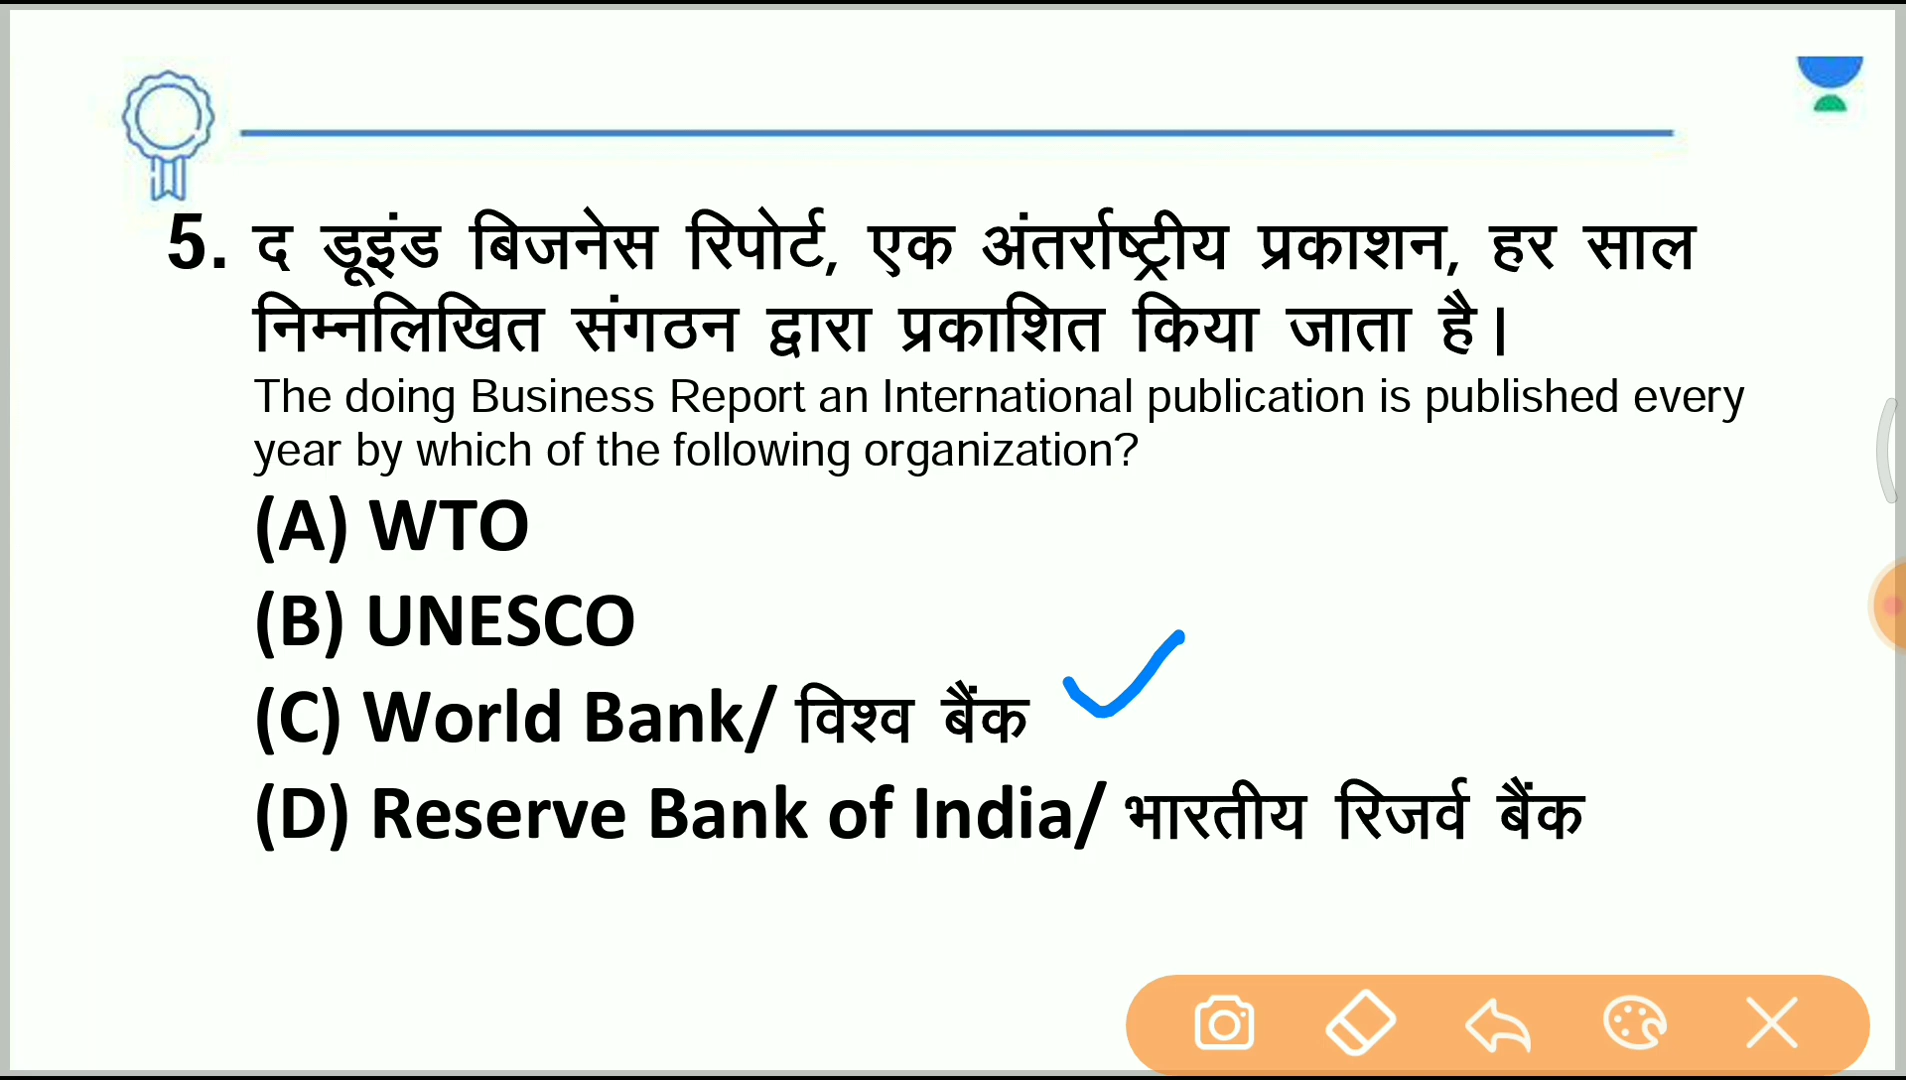 5. द डूइंड बिजनेस रिपोर्ट, एक अंतर्राष्ट्रीय प्रकाशन, हर साल
निम्नलिखित संगठन द्वारा प्रकाशित किया जाता है।
The doing Business Report an International publication is published every
year by which of the following organization?
(A) WTO
(B) UNESCO
(C) World Bank/ विश्व बैंक
(D) Reserve Bank of India/ भारतीय रिजर्व बैंक